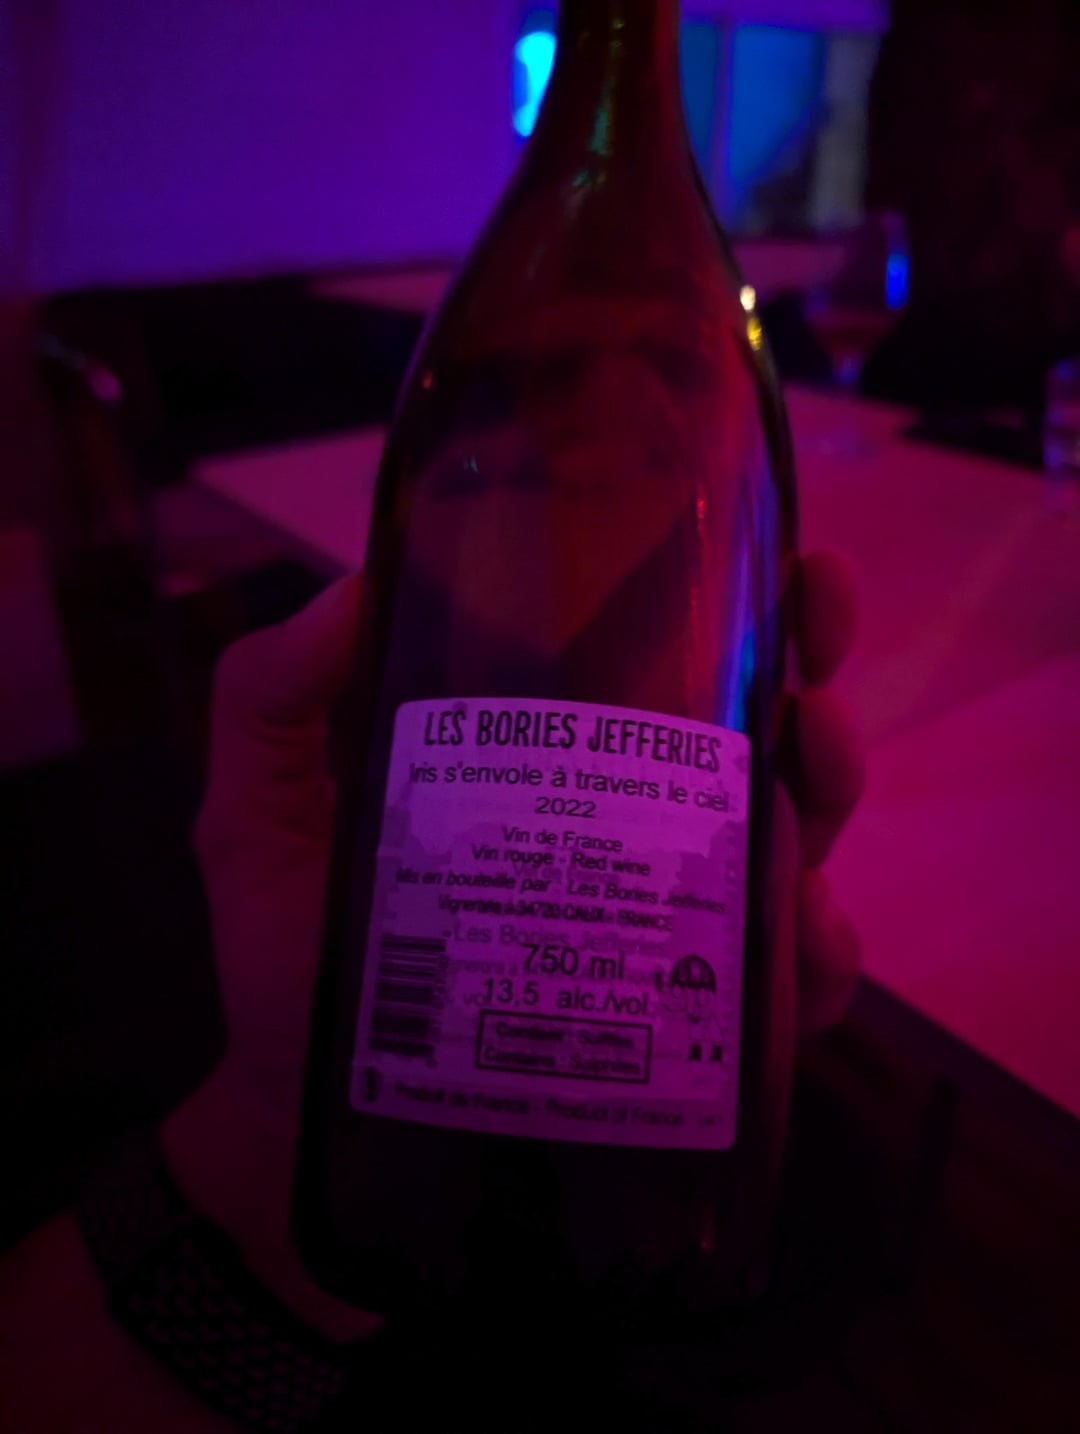 LES BORIES JEFFERIES
Iris s'envole à travers le ciel
2022
Vin de France
Vin rouge - Red wine
Mis en bouteille par : Les Bories Jefferies
Vignerons à 34720 CAUX - FRANCE
Les Bories Jefferies
750 ml
13,5 alc./vol.
Contient : Sulfites
Contains : Sulphites
Produit de France - Product of France